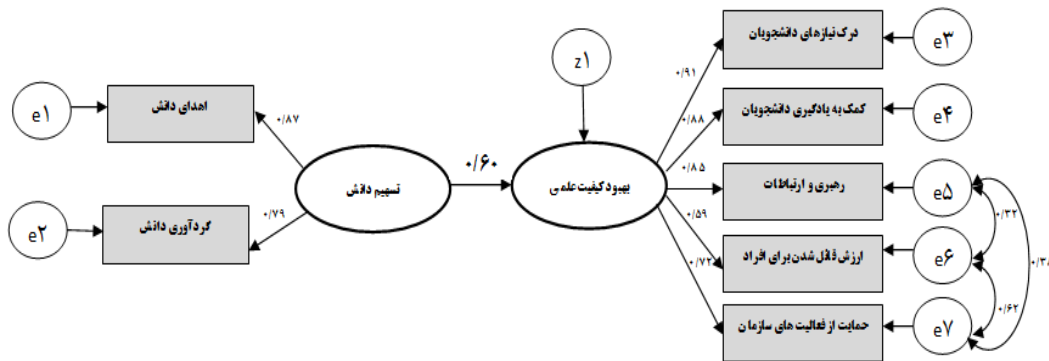 e۱
اهدای دانش
۰/۸۷
e۲
گردآوری دانش
۰/۷۹
تسهیم دانش
۰/۶۰
z۱
بهبود کیفیت علمی
۰/۹۱
درک نیازهای دانشجویان
e۳
۰/۸۸
کمک به یادگیری دانشجویان
e۴
۰/۸۵
رهبری و ارتباطات
e۵
۰/۵۹
ارزش قائل شدن برای افراد
e۶
۰/۷۲
حمایت از فعالیت های سازمان
e۷
۰/۳۲
۰/۶۲